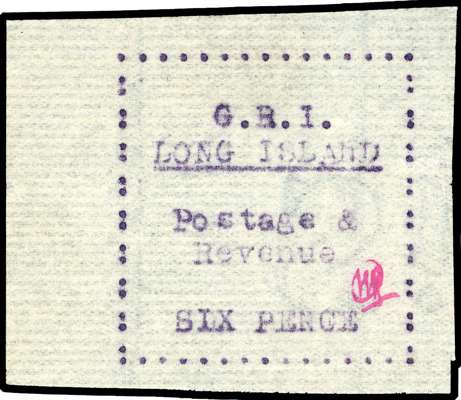 G.R.I.
LONG ISLAND
Postage &
Revenue
SIX PENCE